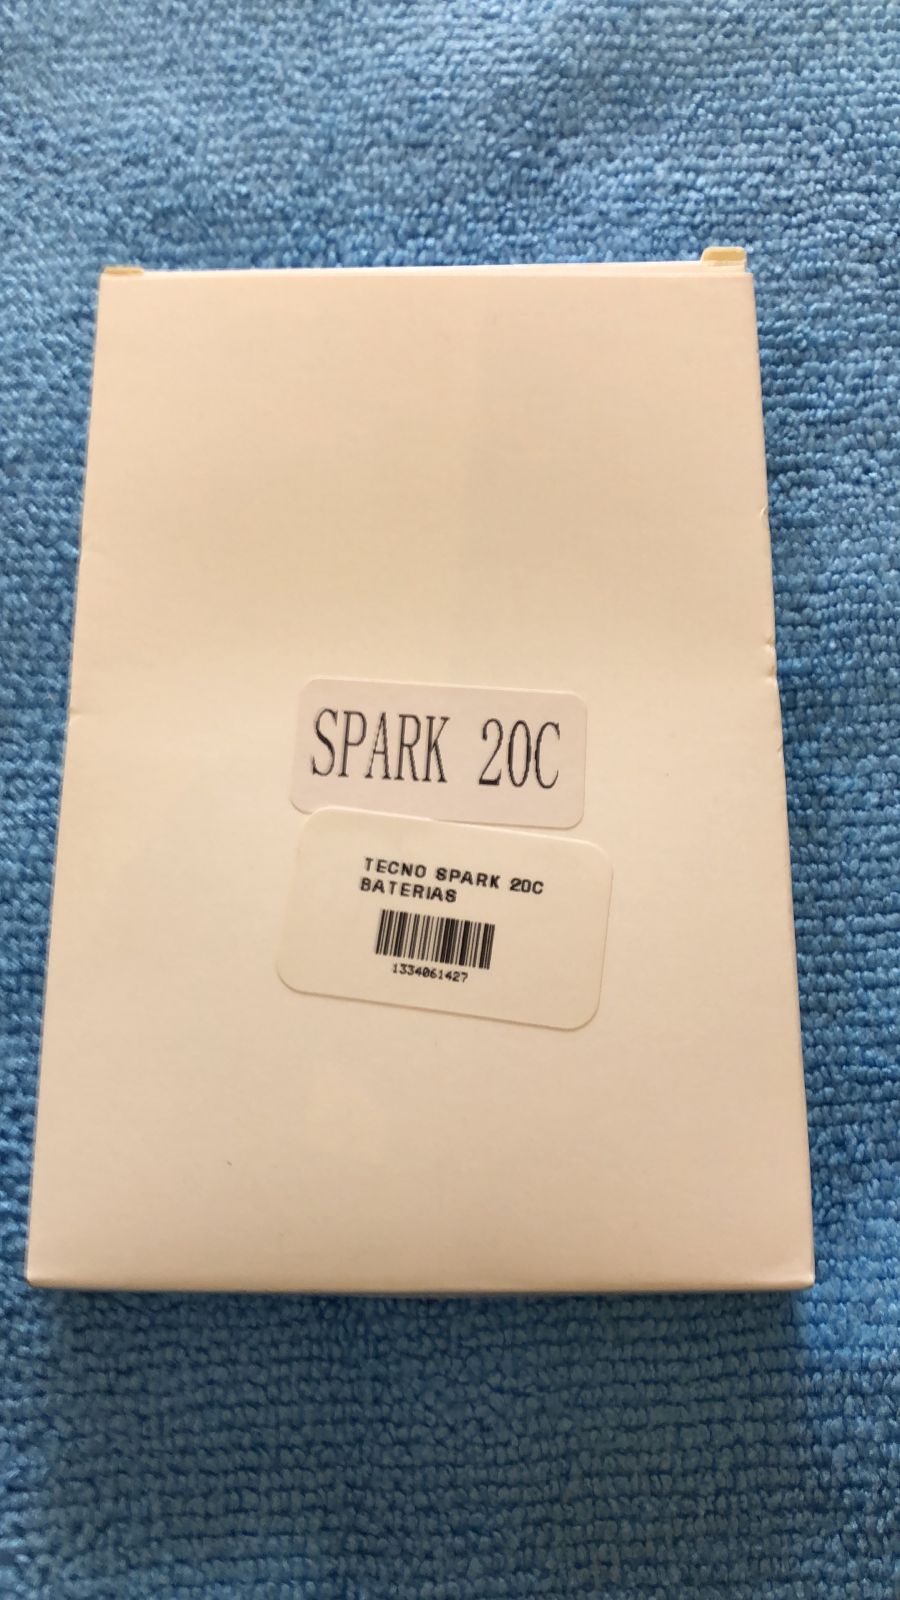 SPARK 20C
TECNO SPARK 20C
BATERIAS
1334061427